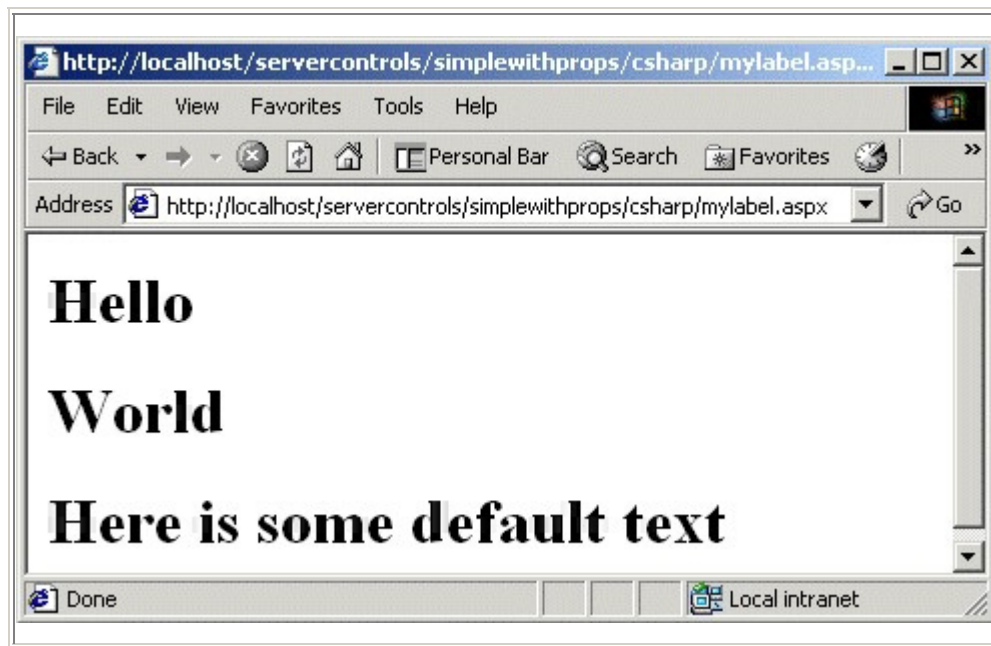 http://localhost/servercontrols/simplewithprops/csharp/mylabel.asp...
File Edit View Favorites Tools Help
Back Personal Bar Search Favorites »
Address http://localhost/servercontrols/simplewithprops/csharp/mylabel.aspx Go
Hello
World
Here is some default text
Done Local intranet